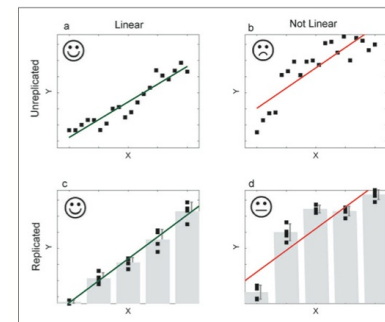 Linear
Not Linear
a
b
Unreplicated
Y
Y
X
X
c
d
Replicated
Y
Y
X
X